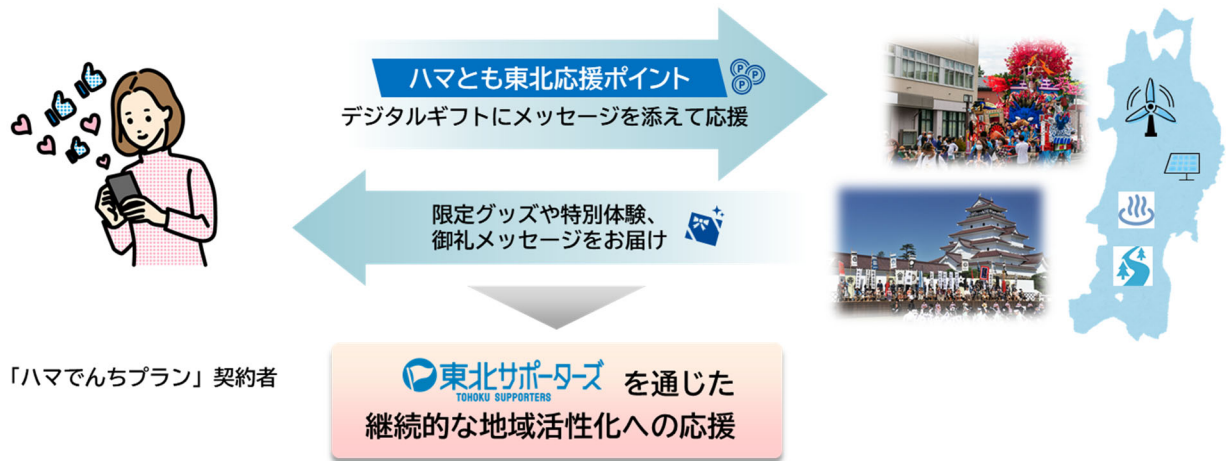 ハマとも東北応援ポイント
P
P
P
デジタルギフトにメッセージを添えて応援
限定グッズや特別体験、
御礼メッセージをお届け
「ハマでんちプラン」契約者
東北サポーターズ を通じた
TOHOKU SUPPORTERS
継続的な地域活性化への応援